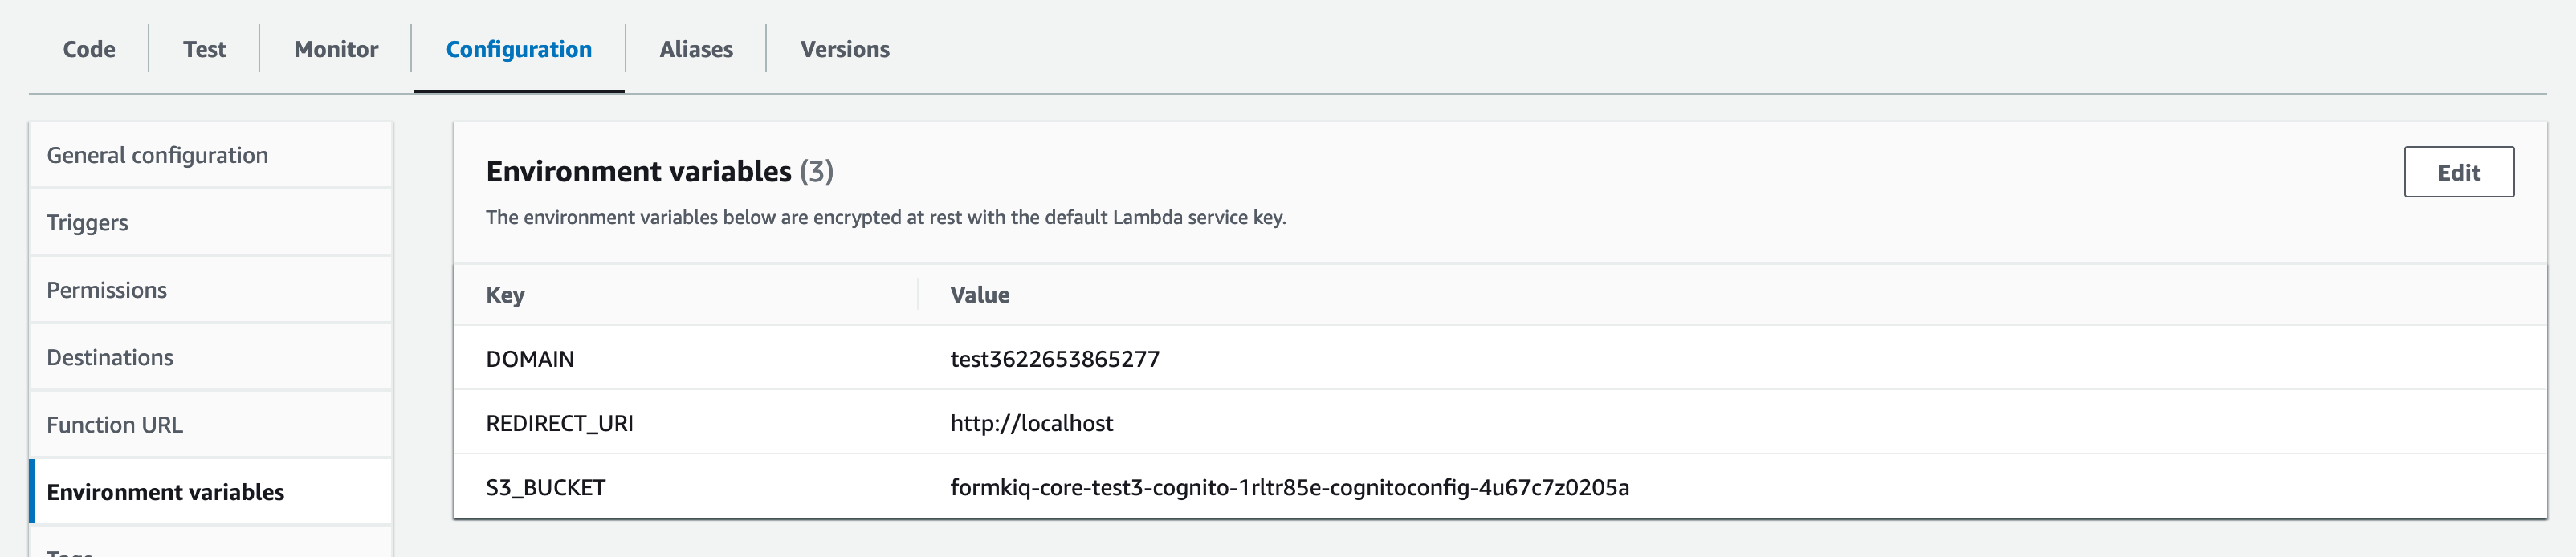 Code Test Monitor Configuration Aliases Versions
General configuration
Triggers
Permissions
Destinations
Function URL
Environment variables
Tags
Environment variables (3)
Edit
The environment variables below are encrypted at rest with the default Lambda service key.
Key Value
DOMAIN test3622653865277
REDIRECT_URI http://localhost
S3_BUCKET formkiq-core-test3-cognito-1rltr85e-cognitoconfig-4u67c7z0205a